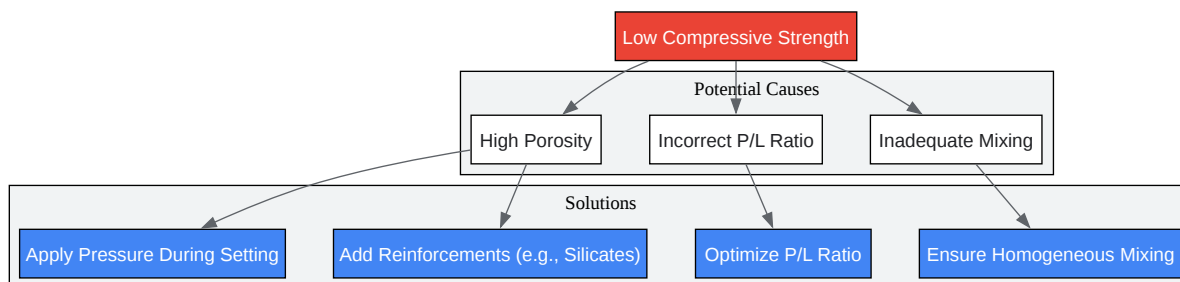 Low Compressive Strength
Potential Causes
High Porosity
Incorrect P/L Ratio
Inadequate Mixing
Solutions
Apply Pressure During Setting
Add Reinforcements (e.g., Silicates)
Optimize P/L Ratio
Ensure Homogeneous Mixing